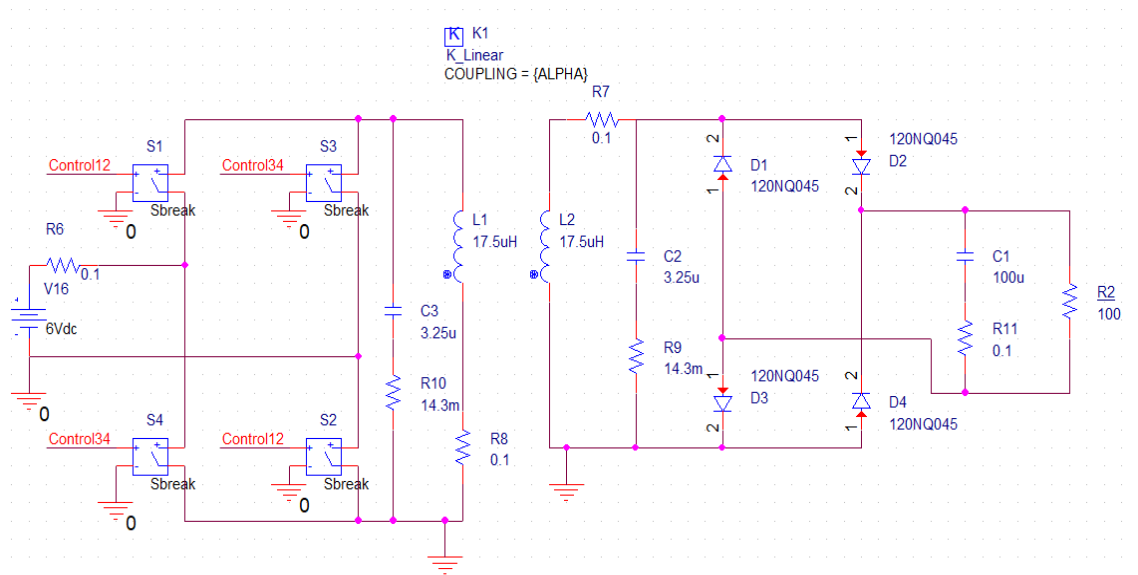 K K1
K_Linear
COUPLING = {ALPHA}
R7
0.1
S1
S3
Control12
Control34
+ +
- -
+ +
- -
Sbreak
Sbreak
0
0
2
D1
120NQ045
1
1
120NQ045
D2
2
R6
0.1
V16
6Vdc
0
L1
17.5uH
L2
17.5uH
C3
3.25u
C2
3.25u
C1
100u
R2
100
R11
0.1
R10
14.3m
R9
14.3m
1
120NQ045
D3
2
2
D4
120NQ045
1
S4
S2
Control34
Control12
+ +
- -
+ +
- -
Sbreak
Sbreak
0
0
R8
0.1